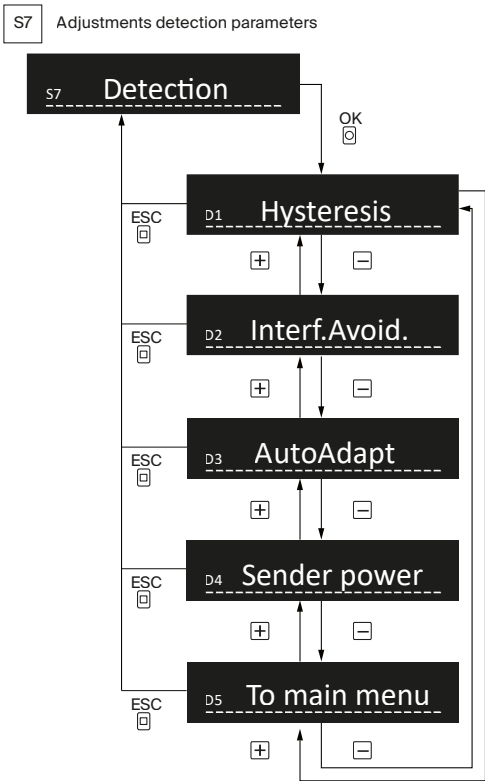 S7 Adjustments detection parameters
S7 Detection
OK
D1 Hysteresis
ESC
+ −
D2 Interf.Avoid.
ESC
+ −
D3 AutoAdapt
ESC
+ −
D4 Sender power
ESC
+ −
D5 To main menu
ESC
+ −